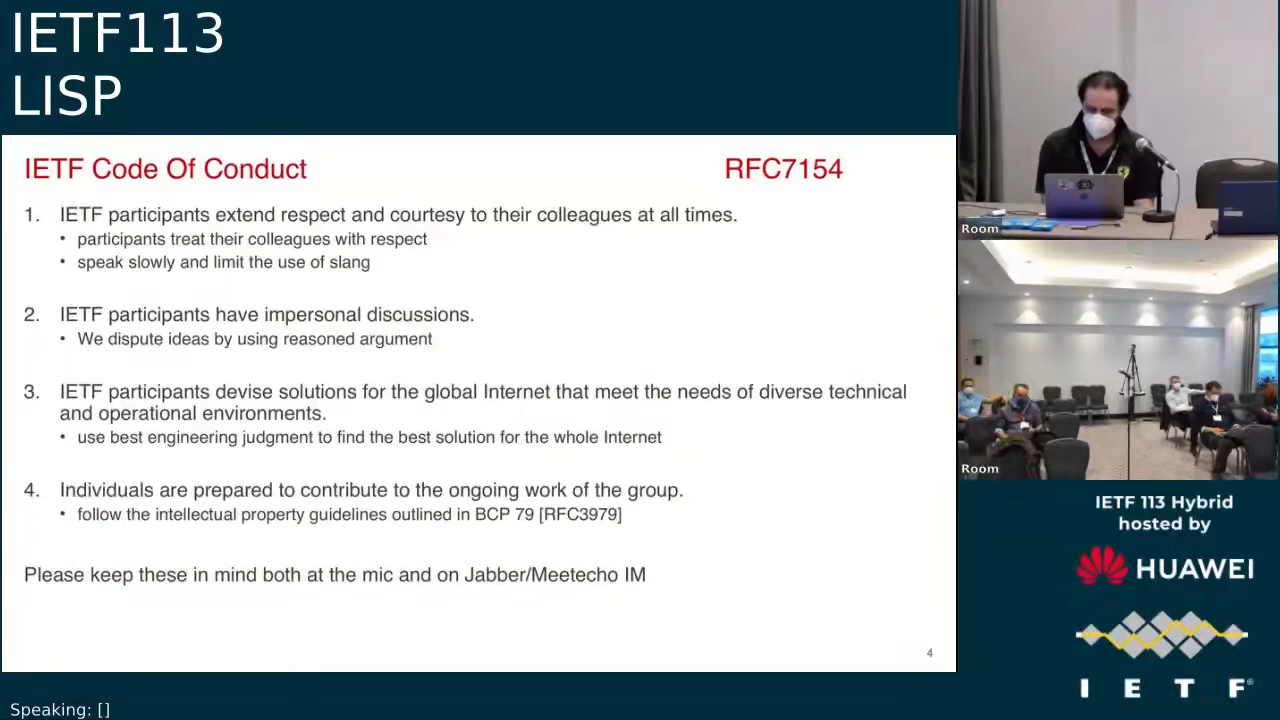 IETF113
LISP
IETF Code Of Conduct RFC7154
1. IETF participants extend respect and courtesy to their colleagues at all times.
• participants treat their colleagues with respect
• speak slowly and limit the use of slang
2. IETF participants have impersonal discussions.
• We dispute ideas by using reasoned argument
3. IETF participants devise solutions for the global Internet that meet the needs of diverse technical
and operational environments.
• use best engineering judgment to find the best solution for the whole Internet
4. Individuals are prepared to contribute to the ongoing work of the group.
• follow the intellectual property guidelines outlined in BCP 79 [RFC3979]
Please keep these in mind both at the mic and on Jabber/Meetecho IM
4
Room
Room
IETF 113 Hybrid
hosted by
HUAWEI
I E T F®
Speaking: []